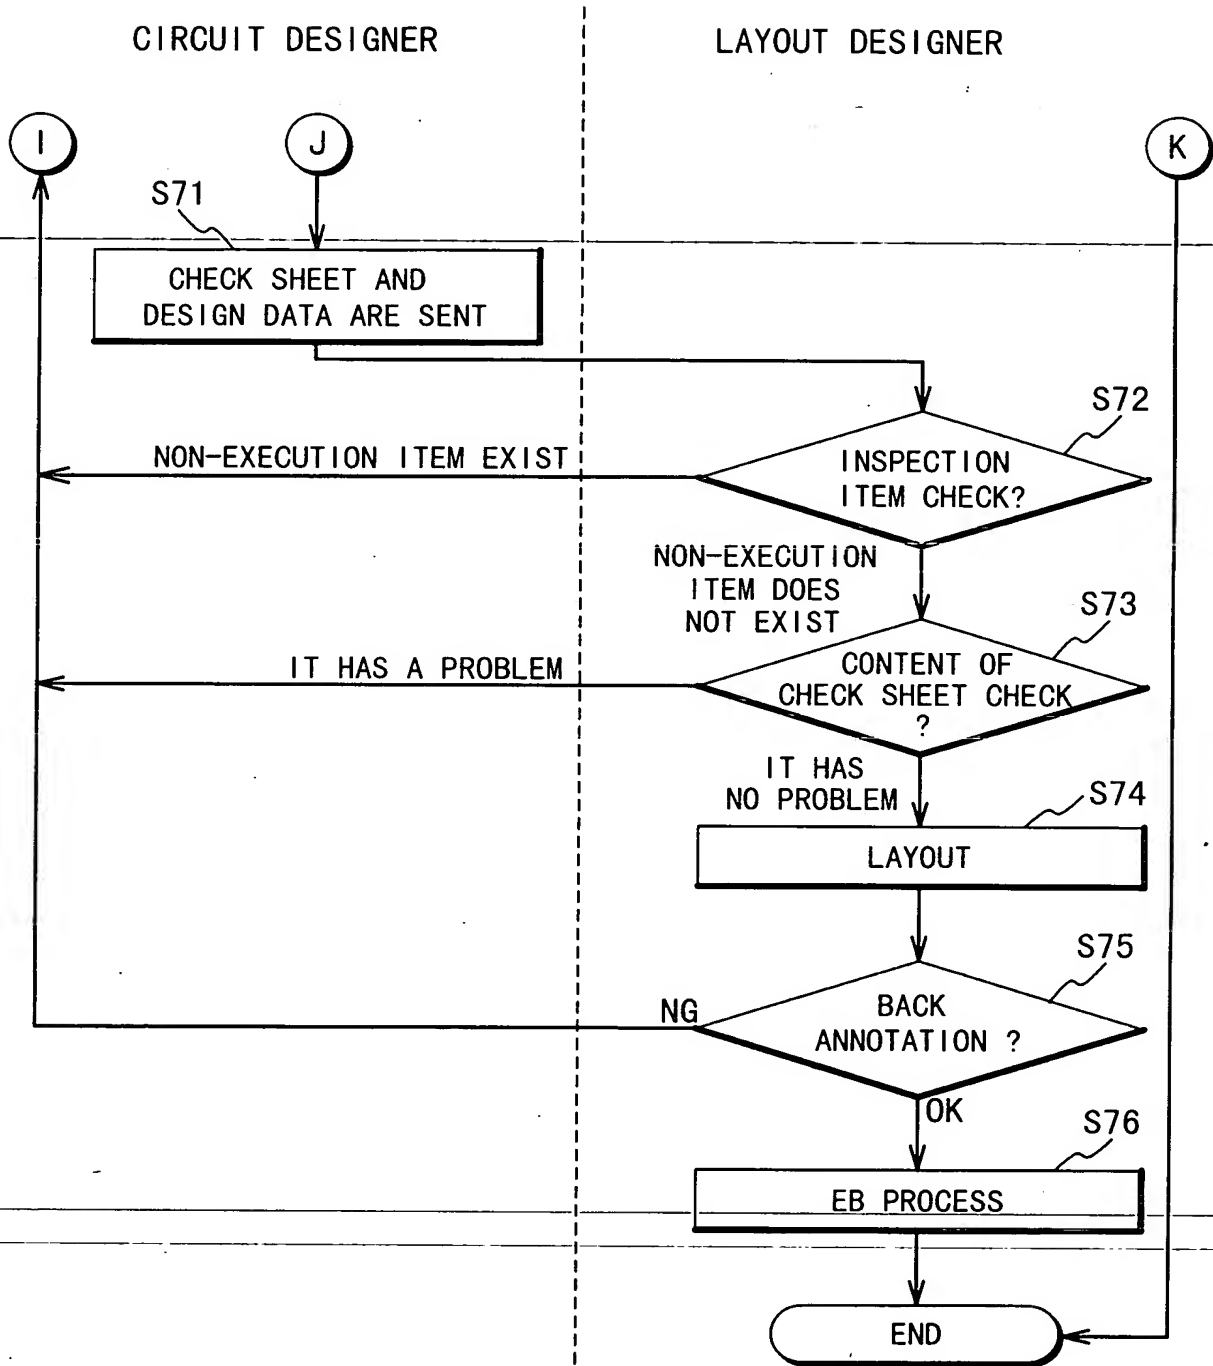 CIRCUIT DESIGNER
LAYOUT DESIGNER
I
J
K
S71
CHECK SHEET AND
DESIGN DATA ARE SENT
S72
NON-EXECUTION ITEM EXIST
INSPECTION
ITEM CHECK?
NON-EXECUTION
ITEM DOES
NOT EXIST
S73
IT HAS A PROBLEM
CONTENT OF
CHECK SHEET CHECK
?
IT HAS
NO PROBLEM
S74
LAYOUT
S75
NG
BACK
ANNOTATION ?
OK
S76
EB PROCESS
END